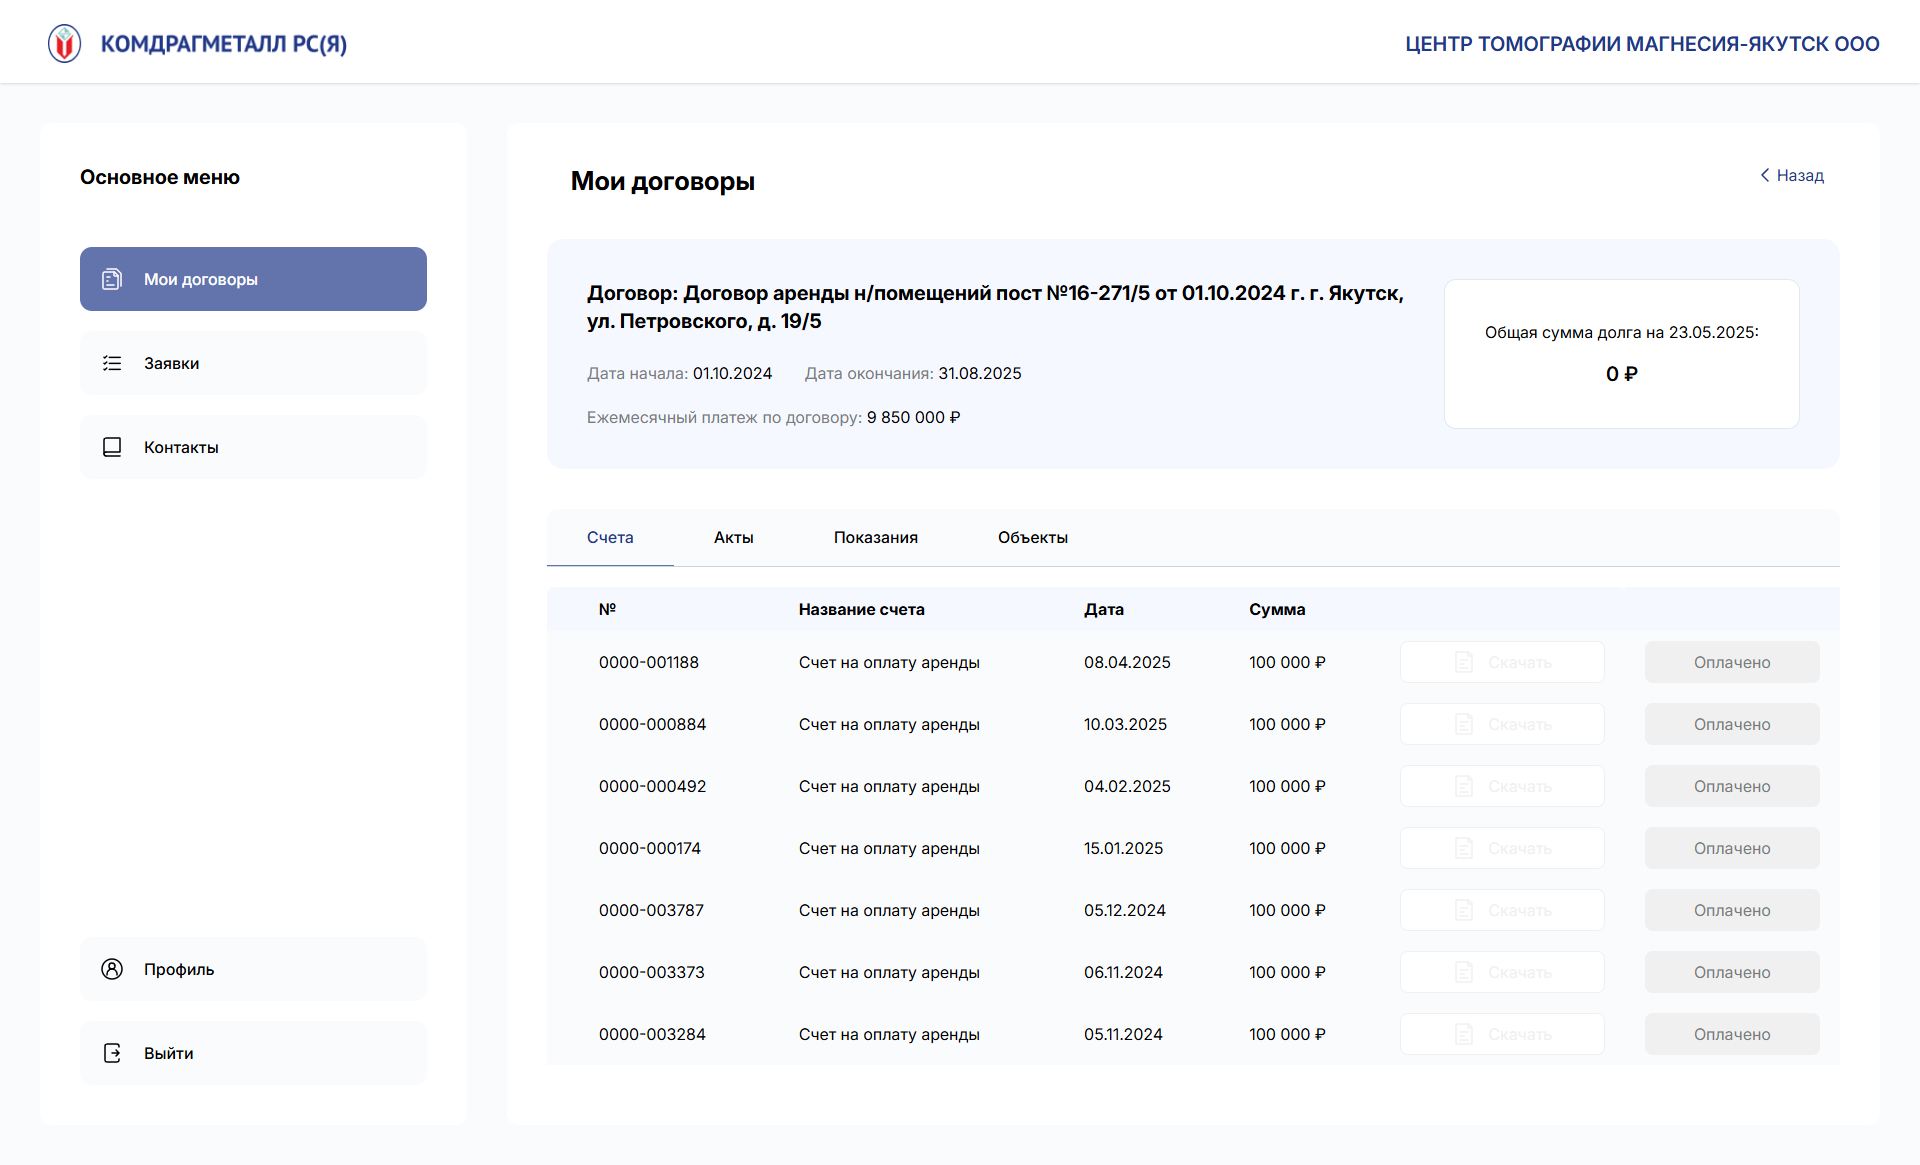 КОМДРАГМЕТАЛЛ РС(Я)
ЦЕНТР ТОМОГРАФИИ МАГНЕСИЯ-ЯКУТСК ООО
Основное меню
Мои договоры
Заявки
Контакты
Профиль
Выйти
Мои договоры
Назад
Договор: Договор аренды н/помещений пост №16-271/5 от 01.10.2024 г. г. Якутск,
ул. Петровского, д. 19/5
Дата начала: 01.10.2024 Дата окончания: 31.08.2025
Ежемесячный платеж по договору: 9 850 000 ₽
Общая сумма долга на 23.05.2025:
0 ₽
Счета Акты Показания Объекты
№ Название счета Дата Сумма
0000-001188 Счет на оплату аренды 08.04.2025 100 000 ₽ Скачать Оплачено
0000-000884 Счет на оплату аренды 10.03.2025 100 000 ₽ Скачать Оплачено
0000-000492 Счет на оплату аренды 04.02.2025 100 000 ₽ Скачать Оплачено
0000-000174 Счет на оплату аренды 15.01.2025 100 000 ₽ Скачать Оплачено
0000-003787 Счет на оплату аренды 05.12.2024 100 000 ₽ Скачать Оплачено
0000-003373 Счет на оплату аренды 06.11.2024 100 000 ₽ Скачать Оплачено
0000-003284 Счет на оплату аренды 05.11.2024 100 000 ₽ Скачать Оплачено